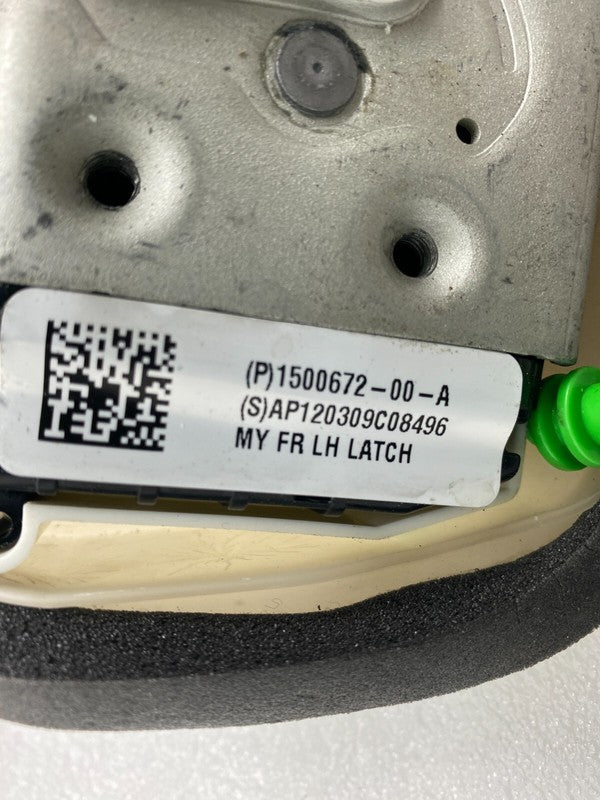 (P)1500672-00-A
(S)AP120309C08496
MY FR LH LATCH